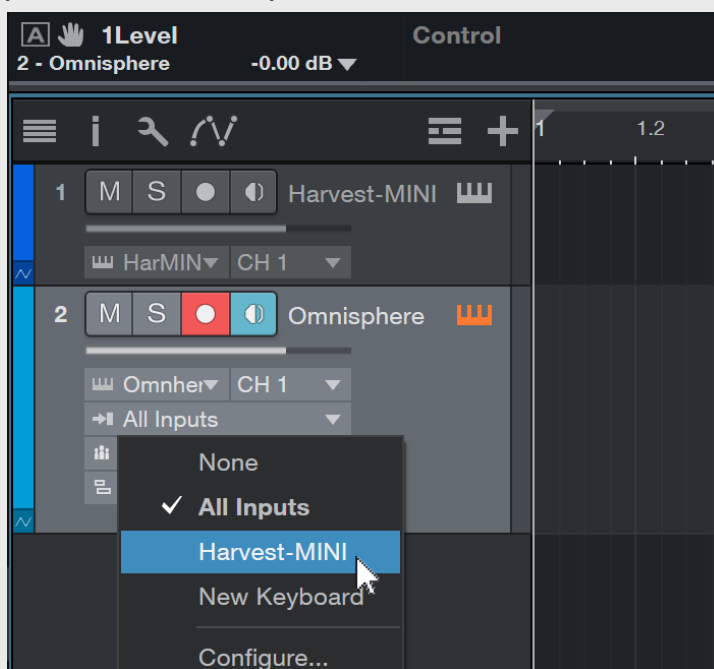 A 1Level Control
2 - Omnisphere -0.00 dB
1 1.2
1 M S Harvest-MINI
HarMIN CH 1
2 M S Omnisphere
Omnher CH 1
All Inputs
None
All Inputs
Harvest-MINI
New Keyboard
Configure...